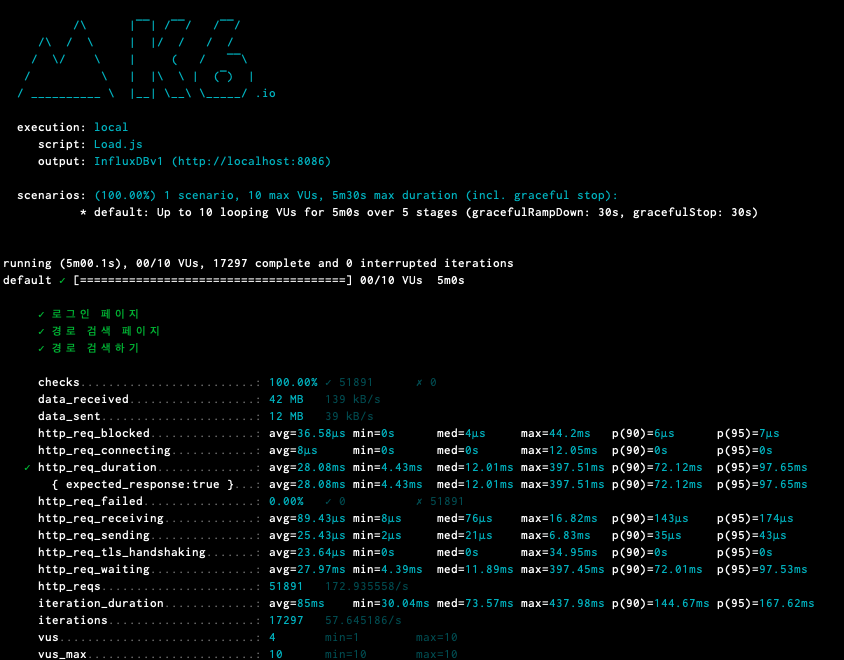 /\ |‾‾| /‾‾/ /‾‾/
/\ / \ | |/ / / /
/ \/ \ | ( / ‾‾\
/ \ | |\ \ | (‾) |
/ __________ \ |__| \__\ \_____/ .io
execution: local
script: Load.js
output: InfluxDBv1 (http://localhost:8086)
scenarios: (100.00%) 1 scenario, 10 max VUs, 5m30s max duration (incl. graceful stop):
* default: Up to 10 looping VUs for 5m0s over 5 stages (gracefulRampDown: 30s, gracefulStop: 30s)
running (5m00.1s), 00/10 VUs, 17297 complete and 0 interrupted iterations
default ✓ [======================================] 00/10 VUs 5m0s
✓ 로그인 페이지
✓ 경로 검색 페이지
✓ 경로 검색하기
checks.........................: 100.00% ✓ 51891 ✗ 0
data_received..................: 42 MB 139 kB/s
data_sent......................: 12 MB 39 kB/s
http_req_blocked...............: avg=36.58µs min=0s med=4µs max=44.2ms p(90)=6µs p(95)=7µs
http_req_connecting............: avg=8µs min=0s med=0s max=12.05ms p(90)=0s p(95)=0s
✓ http_req_duration..............: avg=28.08ms min=4.43ms med=12.01ms max=397.51ms p(90)=72.12ms p(95)=97.65ms
{ expected_response:true }...: avg=28.08ms min=4.43ms med=12.01ms max=397.51ms p(90)=72.12ms p(95)=97.65ms
http_req_failed................: 0.00% ✓ 0 ✗ 51891
http_req_receiving.............: avg=89.43µs min=8µs med=76µs max=16.82ms p(90)=143µs p(95)=174µs
http_req_sending...............: avg=25.43µs min=2µs med=21µs max=6.83ms p(90)=35µs p(95)=43µs
http_req_tls_handshaking.......: avg=23.64µs min=0s med=0s max=34.95ms p(90)=0s p(95)=0s
http_req_waiting...............: avg=27.97ms min=4.39ms med=11.89ms max=397.45ms p(90)=72.01ms p(95)=97.53ms
http_reqs......................: 51891 172.935558/s
iteration_duration.............: avg=85ms min=30.04ms med=73.57ms max=437.98ms p(90)=144.67ms p(95)=167.62ms
iterations.....................: 17297 57.645186/s
vus............................: 4 min=1 max=10
vus_max........................: 10 min=10 max=10